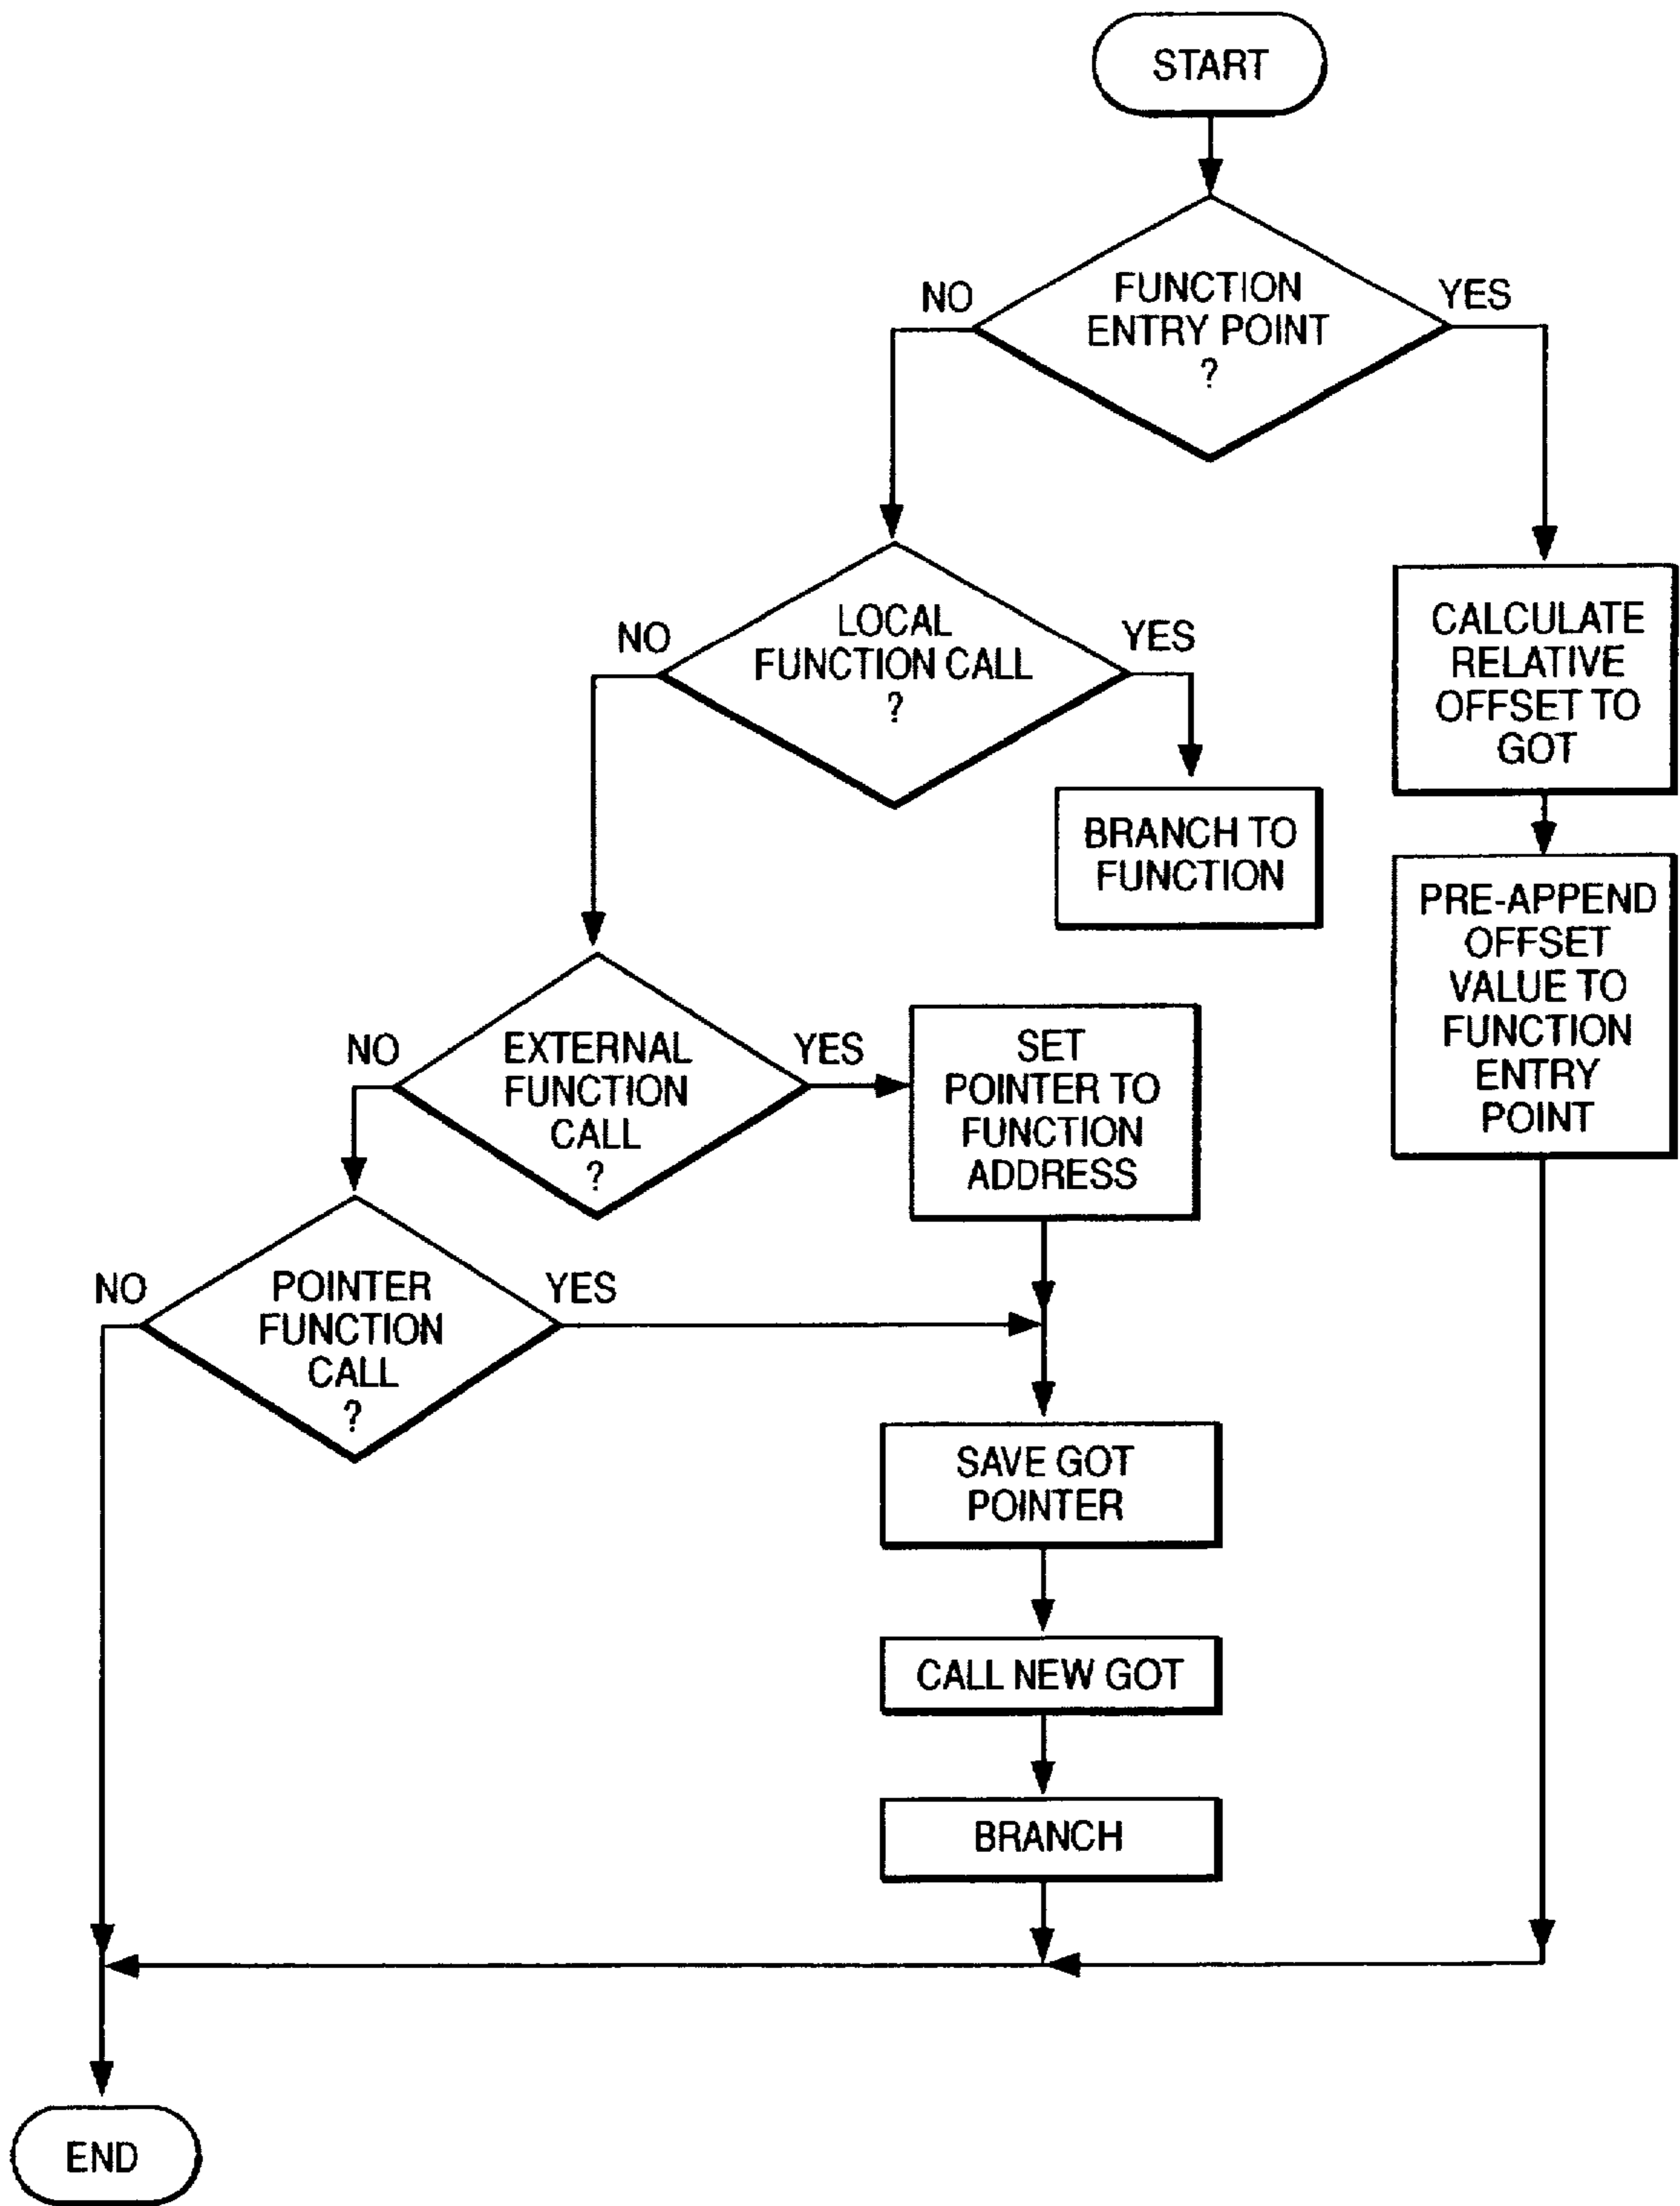 START
FUNCTION
ENTRY POINT
?
NO
YES
LOCAL
FUNCTION CALL
?
NO
YES
CALCULATE
RELATIVE
OFFSET TO
GOT
BRANCH TO
FUNCTION
PRE-APPEND
OFFSET
VALUE TO
FUNCTION
ENTRY
POINT
EXTERNAL
FUNCTION
CALL
?
NO
YES
SET
POINTER TO
FUNCTION
ADDRESS
POINTER
FUNCTION
CALL
?
NO
YES
SAVE GOT
POINTER
CALL NEW GOT
BRANCH
END